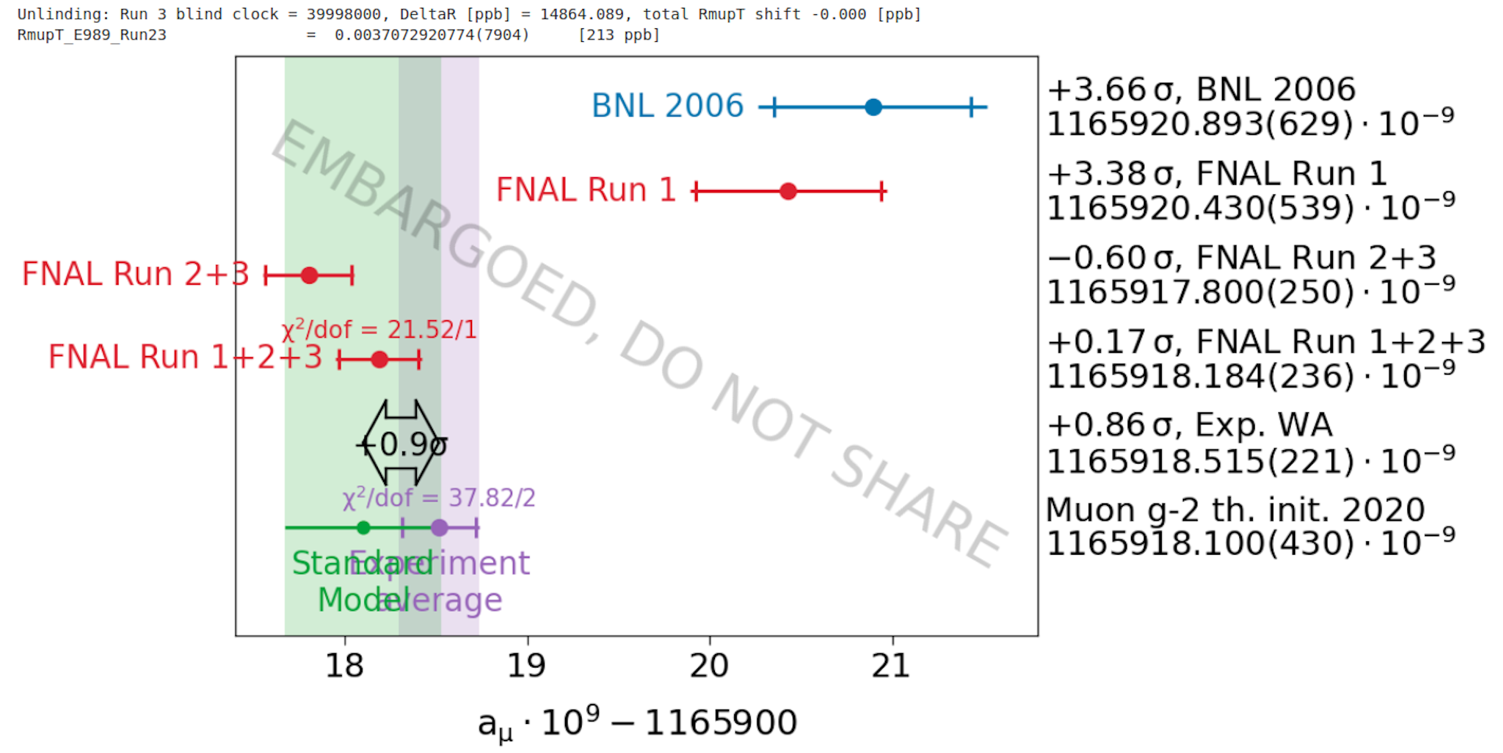 Unlinding: Run 3 blind clock = 39998000, DeltaR [ppb] = 14864.089, total RmupT shift -0.000 [ppb]
RmupT_E989_Run23 = 0.0037072920774(7904) [213 ppb]
BNL 2006
+3.66 σ, BNL 2006
1165920.893(629) · 10⁻⁹
FNAL Run 1
+3.38 σ, FNAL Run 1
1165920.430(539) · 10⁻⁹
EMBARGOED, DO NOT SHARE
FNAL Run 2+3
−0.60 σ, FNAL Run 2+3
1165917.800(250) · 10⁻⁹
χ²/dof = 21.52/1
FNAL Run 1+2+3
+0.17 σ, FNAL Run 1+2+3
1165918.184(236) · 10⁻⁹
+0.9σ
+0.86 σ, Exp. WA
1165918.515(221) · 10⁻⁹
χ²/dof = 37.82/2
Muon g-2 th. init. 2020
1165918.100(430) · 10⁻⁹
Standard
Model
Experiment
average
18 19 20 21
aμ · 10⁹ − 1165900